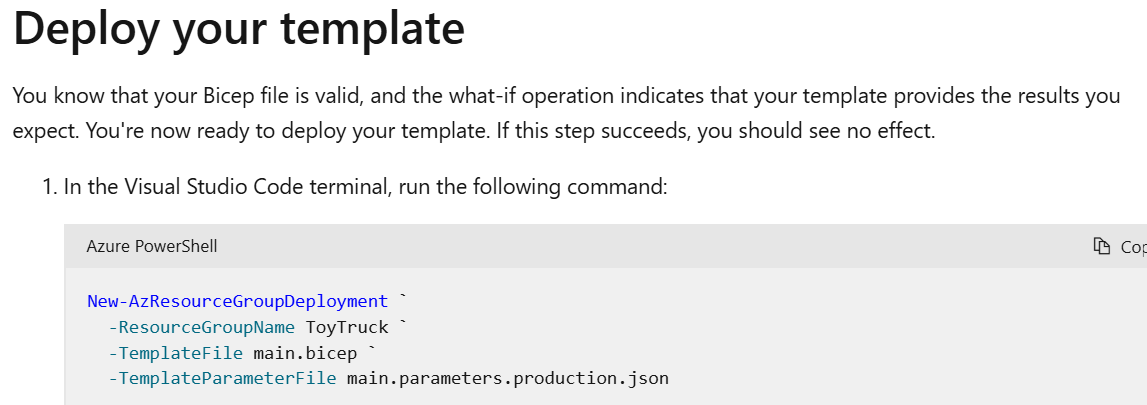 Deploy your template
You know that your Bicep file is valid, and the what-if operation indicates that your template provides the results you
expect. You're now ready to deploy your template. If this step succeeds, you should see no effect.
1. In the Visual Studio Code terminal, run the following command:
Azure PowerShell
Cop
New-AzResourceGroupDeployment `
-ResourceGroupName ToyTruck `
-TemplateFile main.bicep `
-TemplateParameterFile main.parameters.production.json